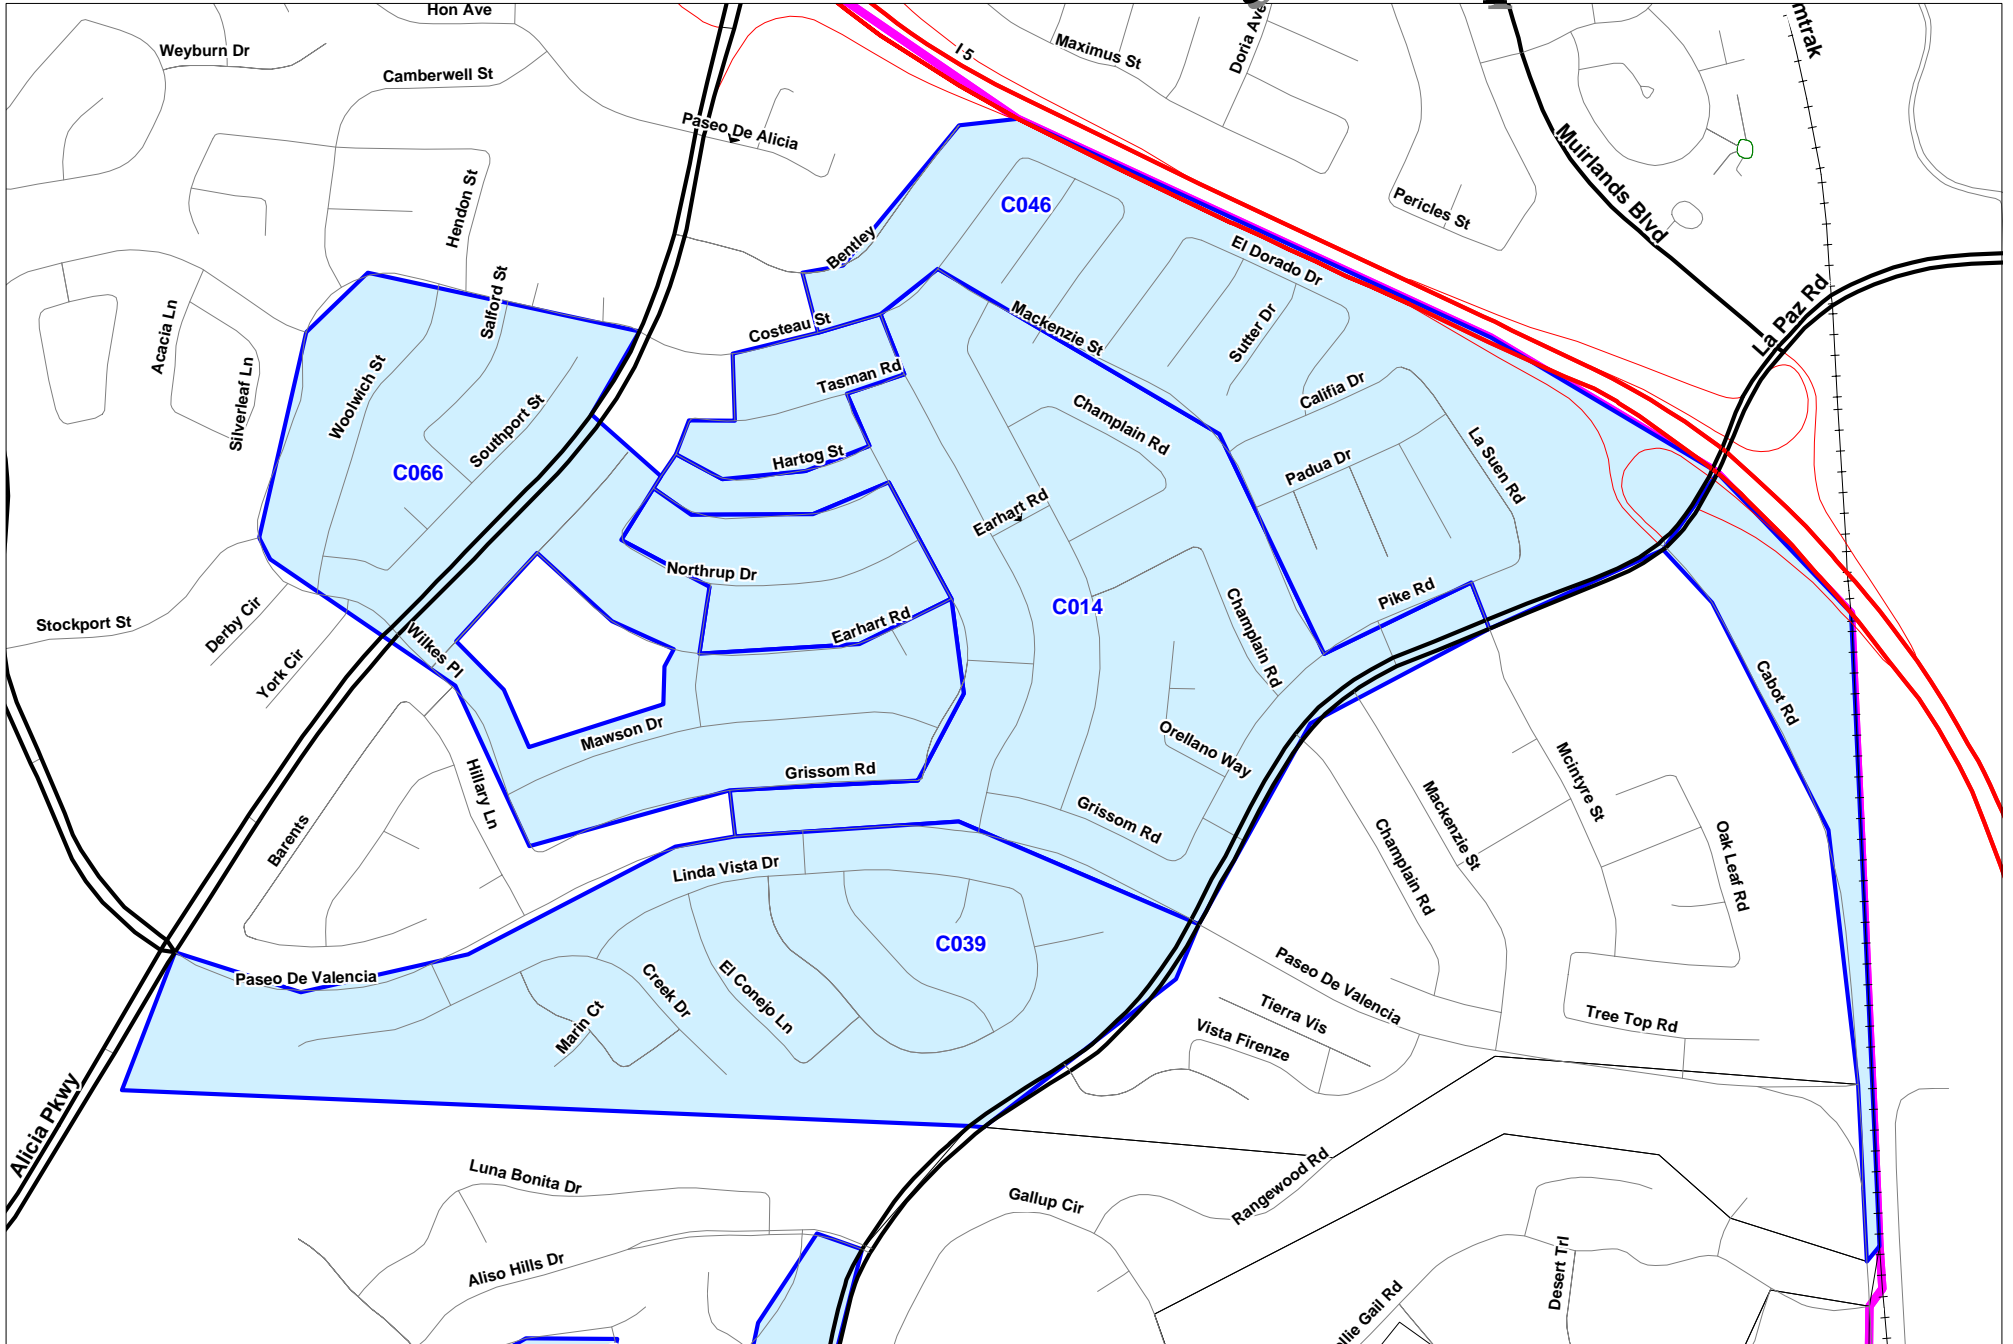 Hon Ave
Weyburn Dr
Camberwell St
Paseo De Alicia
I 5
Maximus St
Doria Ave
mtrak
Muirlands Blvd
Pericles St
La Paz Rd
Hendon St
Salford St
Acacia Ln
Silverleaf Ln
Woolwich St
Southport St
C066
Bentley
Costeau St
C046
El Dorado Dr
Sutter Dr
Mackenzie St
Califia Dr
Tasman Rd
Champlain Rd
Padua Dr
La Suen Rd
Hartog St
Earhart Rd
Northrup Dr
Earhart Rd
C014
Champlain Rd
Pike Rd
Stockport St
Derby Cir
York Cir
Wilkes Pl
Mawson Dr
Orellano Way
Cabot Rd
Grissom Rd
Grissom Rd
Hillary Ln
Barents
Mackenzie St
Mcintyre St
Champlain Rd
Oak Leaf Rd
Linda Vista Dr
C039
Paseo De Valencia
Creek Dr
El Conejo Ln
Marin Ct
Paseo De Valencia
Tierra Vis
Vista Firenze
Tree Top Rd
Alicia Pkwy
Luna Bonita Dr
Gallup Cir
Rangewood Rd
Aliso Hills Dr
Desert Trl
llie Gail Rd